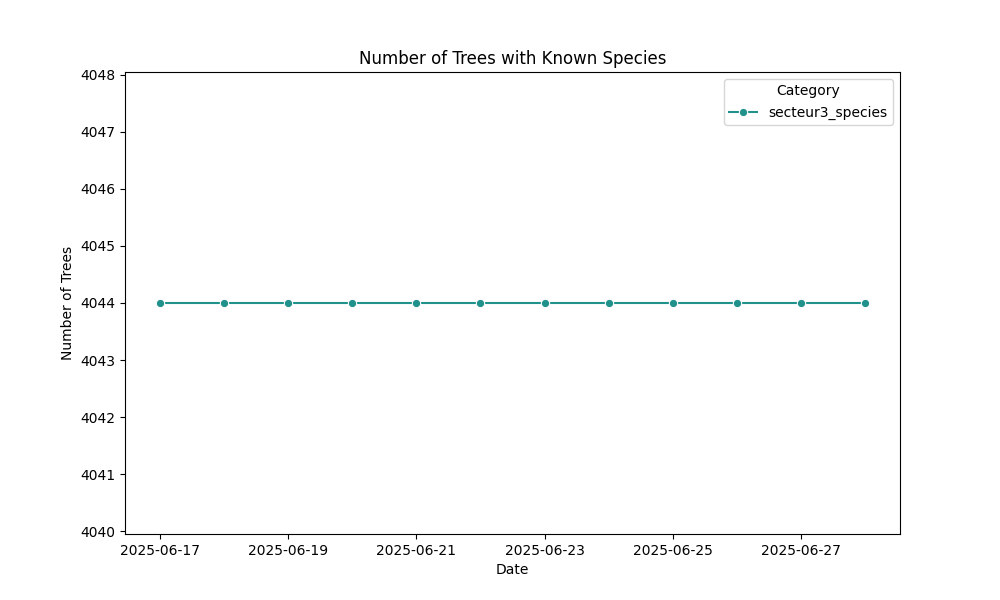 Number of Trees with Known Species
Category
secteur3_species
Number of Trees
4048
4047
4046
4045
4044
4043
4042
4041
4040
2025-06-17 2025-06-19 2025-06-21 2025-06-23 2025-06-25 2025-06-27
Date